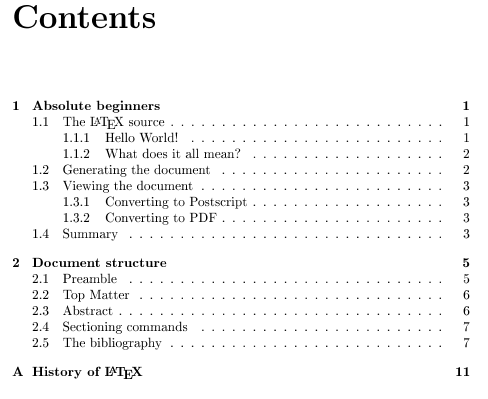 Contents
1 Absolute beginners 1
1.1 The LATEX source . . . . . . . . . . . . . . . . . . . . . . . . . . . 1
1.1.1 Hello World! . . . . . . . . . . . . . . . . . . . . . . . . . 1
1.1.2 What does it all mean? . . . . . . . . . . . . . . . . . . . 2
1.2 Generating the document . . . . . . . . . . . . . . . . . . . . . . 2
1.3 Viewing the document . . . . . . . . . . . . . . . . . . . . . . . . 3
1.3.1 Converting to Postscript . . . . . . . . . . . . . . . . . . . 3
1.3.2 Converting to PDF . . . . . . . . . . . . . . . . . . . . . . 3
1.4 Summary . . . . . . . . . . . . . . . . . . . . . . . . . . . . . . . 3
2 Document structure 5
2.1 Preamble . . . . . . . . . . . . . . . . . . . . . . . . . . . . . . . 5
2.2 Top Matter . . . . . . . . . . . . . . . . . . . . . . . . . . . . . . 6
2.3 Abstract . . . . . . . . . . . . . . . . . . . . . . . . . . . . . . . . 6
2.4 Sectioning commands . . . . . . . . . . . . . . . . . . . . . . . . 7
2.5 The bibliography . . . . . . . . . . . . . . . . . . . . . . . . . . . 7
A History of LATEX 11